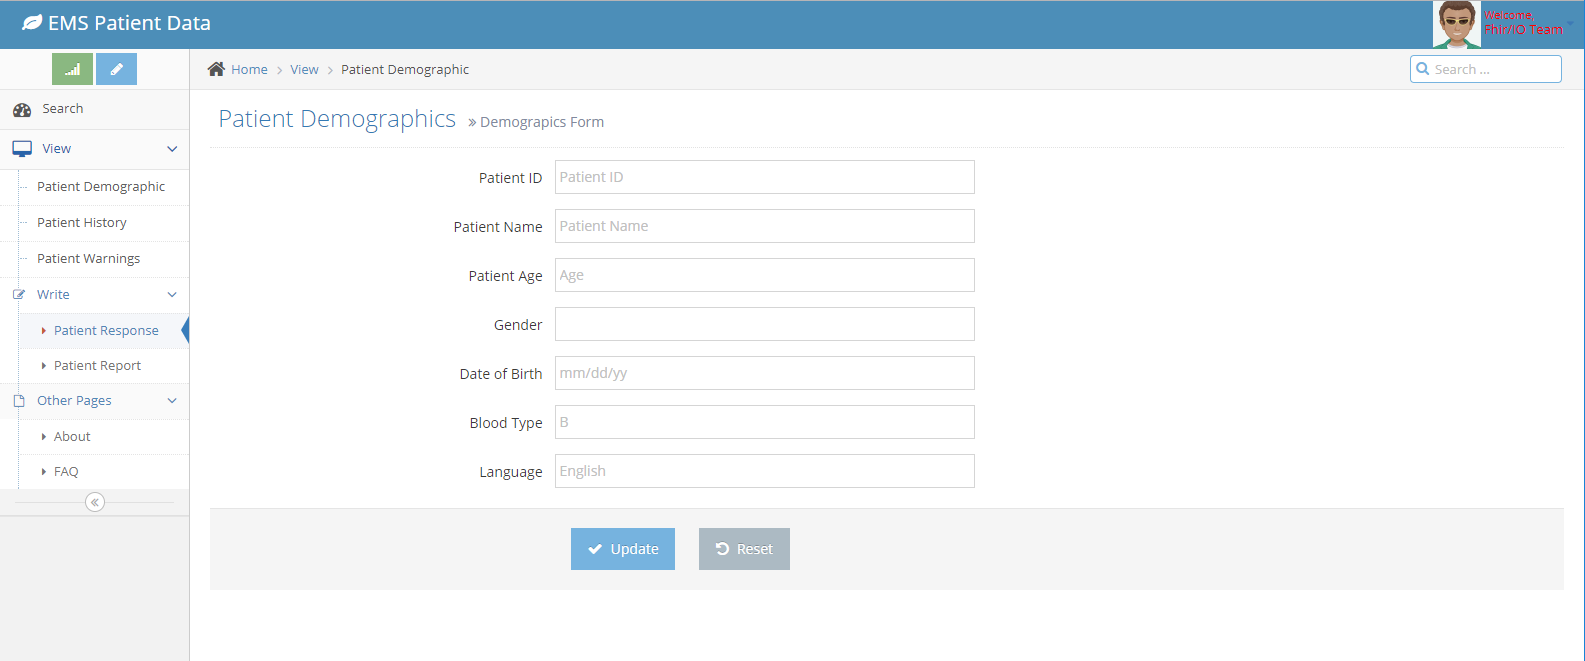 EMS Patient Data
Welcome,
Fhir/IO Team
Home > View > Patient Demographic
Search ...
Search
View
Patient Demographic
Patient History
Patient Warnings
Write
Patient Response
Patient Report
Other Pages
About
FAQ
Patient Demographics » Demograpics Form
Patient ID Patient ID
Patient Name Patient Name
Patient Age Age
Gender
Date of Birth mm/dd/yy
Blood Type B
Language English
Update Reset